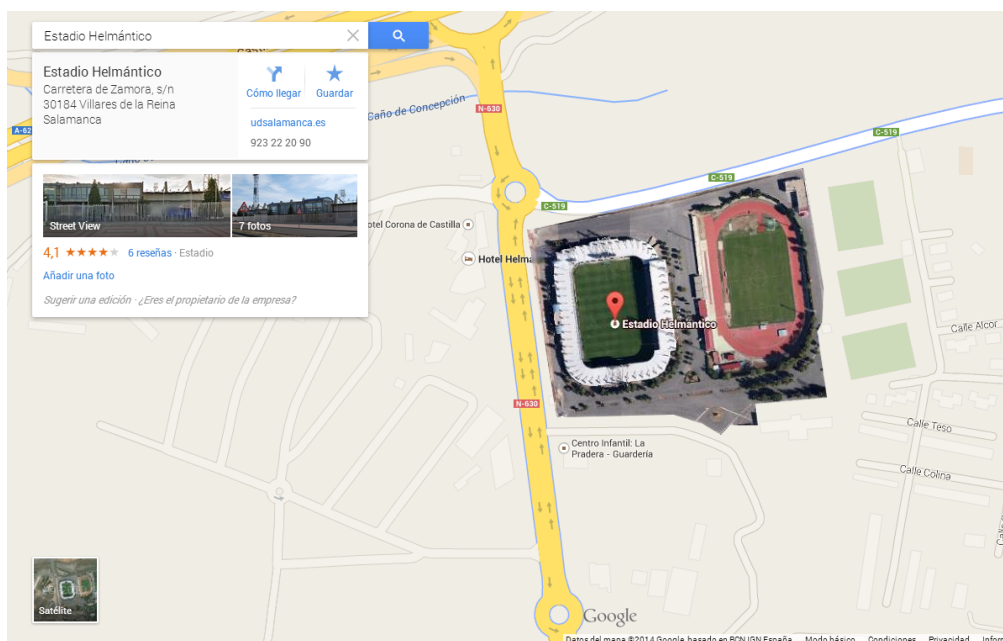 Estadio Helmántico
Estadio Helmántico
Carretera de Zamora, s/n
30184 Villares de la Reina
Salamanca
Cómo llegar
Guardar
udsalamanca.es
923 22 20 90
Street View
7 fotos
4,1
6 reseñas · Estadio
Añadir una foto
Sugerir una edición · ¿Eres el propietario de la empresa?
A-62
Caño de Concepción
N-630
C-519
C-519
C-519
Hotel Corona de Castilla
Hotel Helm
Estadio Helmántico
Calle Alcor
N-630
Calle Teso
Centro Infantil: La
Pradera - Guardería
Calle Colina
Satélite
Google
Datos del mapa ©2014 Google, basado en BCN IGN España
Modo básico
Condiciones
Privacidad